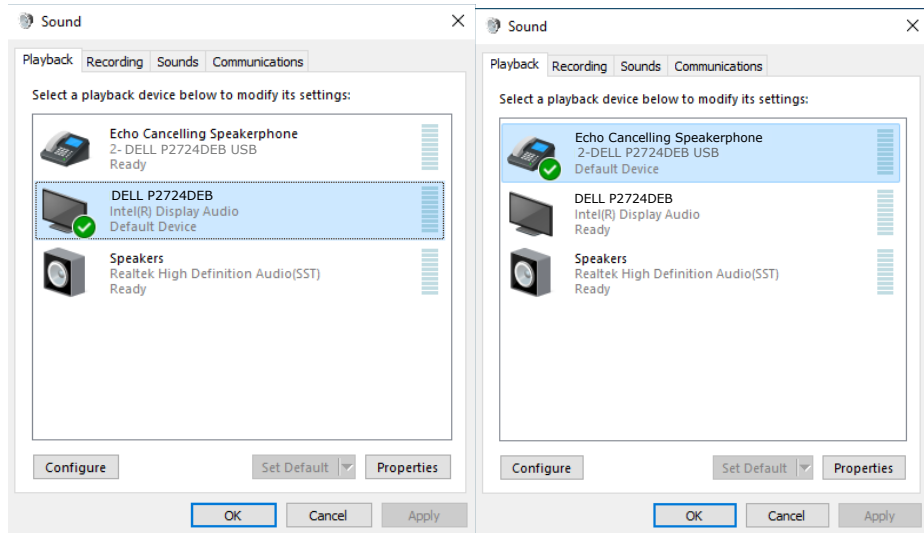 Sound
Playback Recording Sounds Communications
Select a playback device below to modify its settings:
Echo Cancelling Speakerphone
2- DELL P2724DEB USB
Ready
DELL P2724DEB
Intel(R) Display Audio
Default Device
Speakers
Realtek High Definition Audio(SST)
Ready
Configure Set Default Properties
OK Cancel Apply
Sound
Playback Recording Sounds Communications
Select a playback device below to modify its settings:
Echo Cancelling Speakerphone
2-DELL P2724DEB USB
Default Device
DELL P2724DEB
Intel(R) Display Audio
Ready
Speakers
Realtek High Definition Audio(SST)
Ready
Configure Set Default Properties
OK Cancel Apply